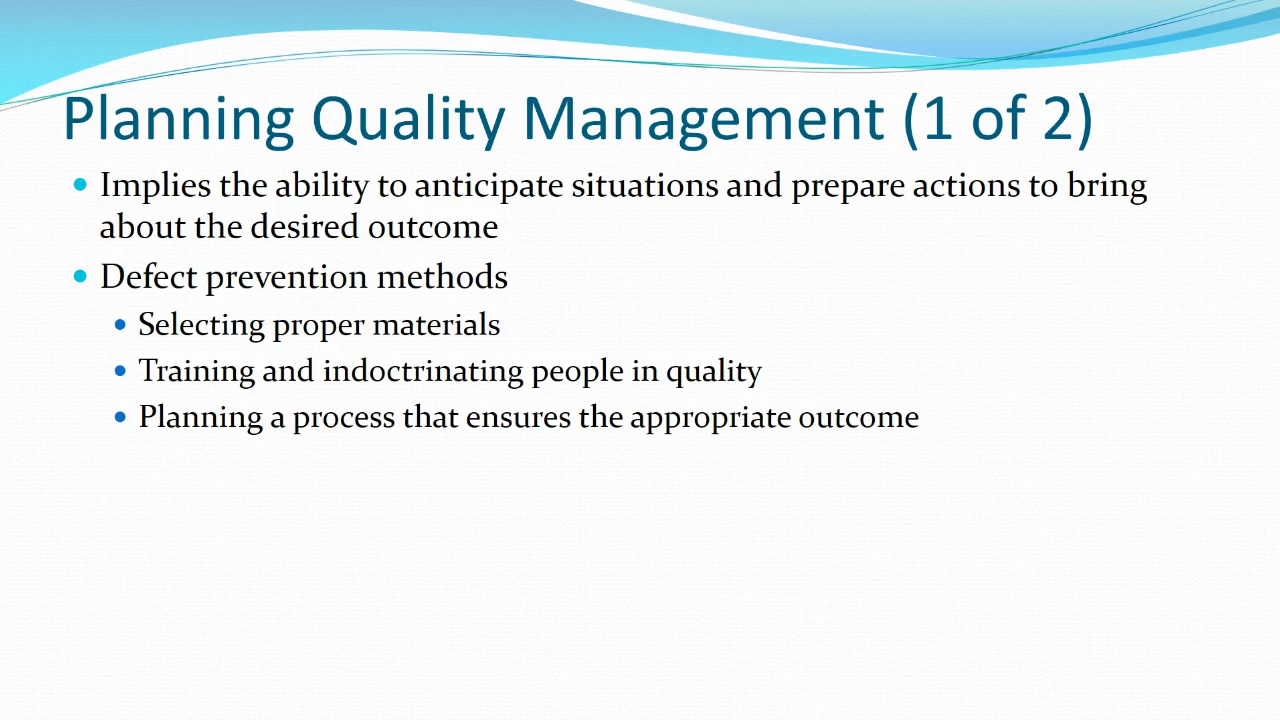 Planning Quality Management (1 of 2)
Implies the ability to anticipate situations and prepare actions to bring
about the desired outcome
Defect prevention methods
Selecting proper materials
Training and indoctrinating people in quality
Planning a process that ensures the appropriate outcome